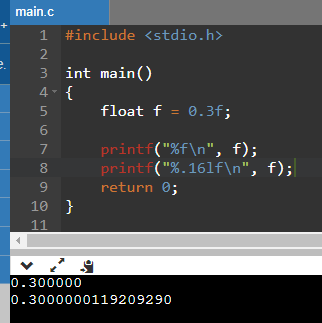 main.c
+
1 #include <stdio.h>
2
3 int main()
e.
4 {
5 float f = 0.3f;
6
7 printf("%f\n", f);
8 printf("%.16lf\n", f);
9 return 0;
10 }
11
0.300000
0.3000000119209290